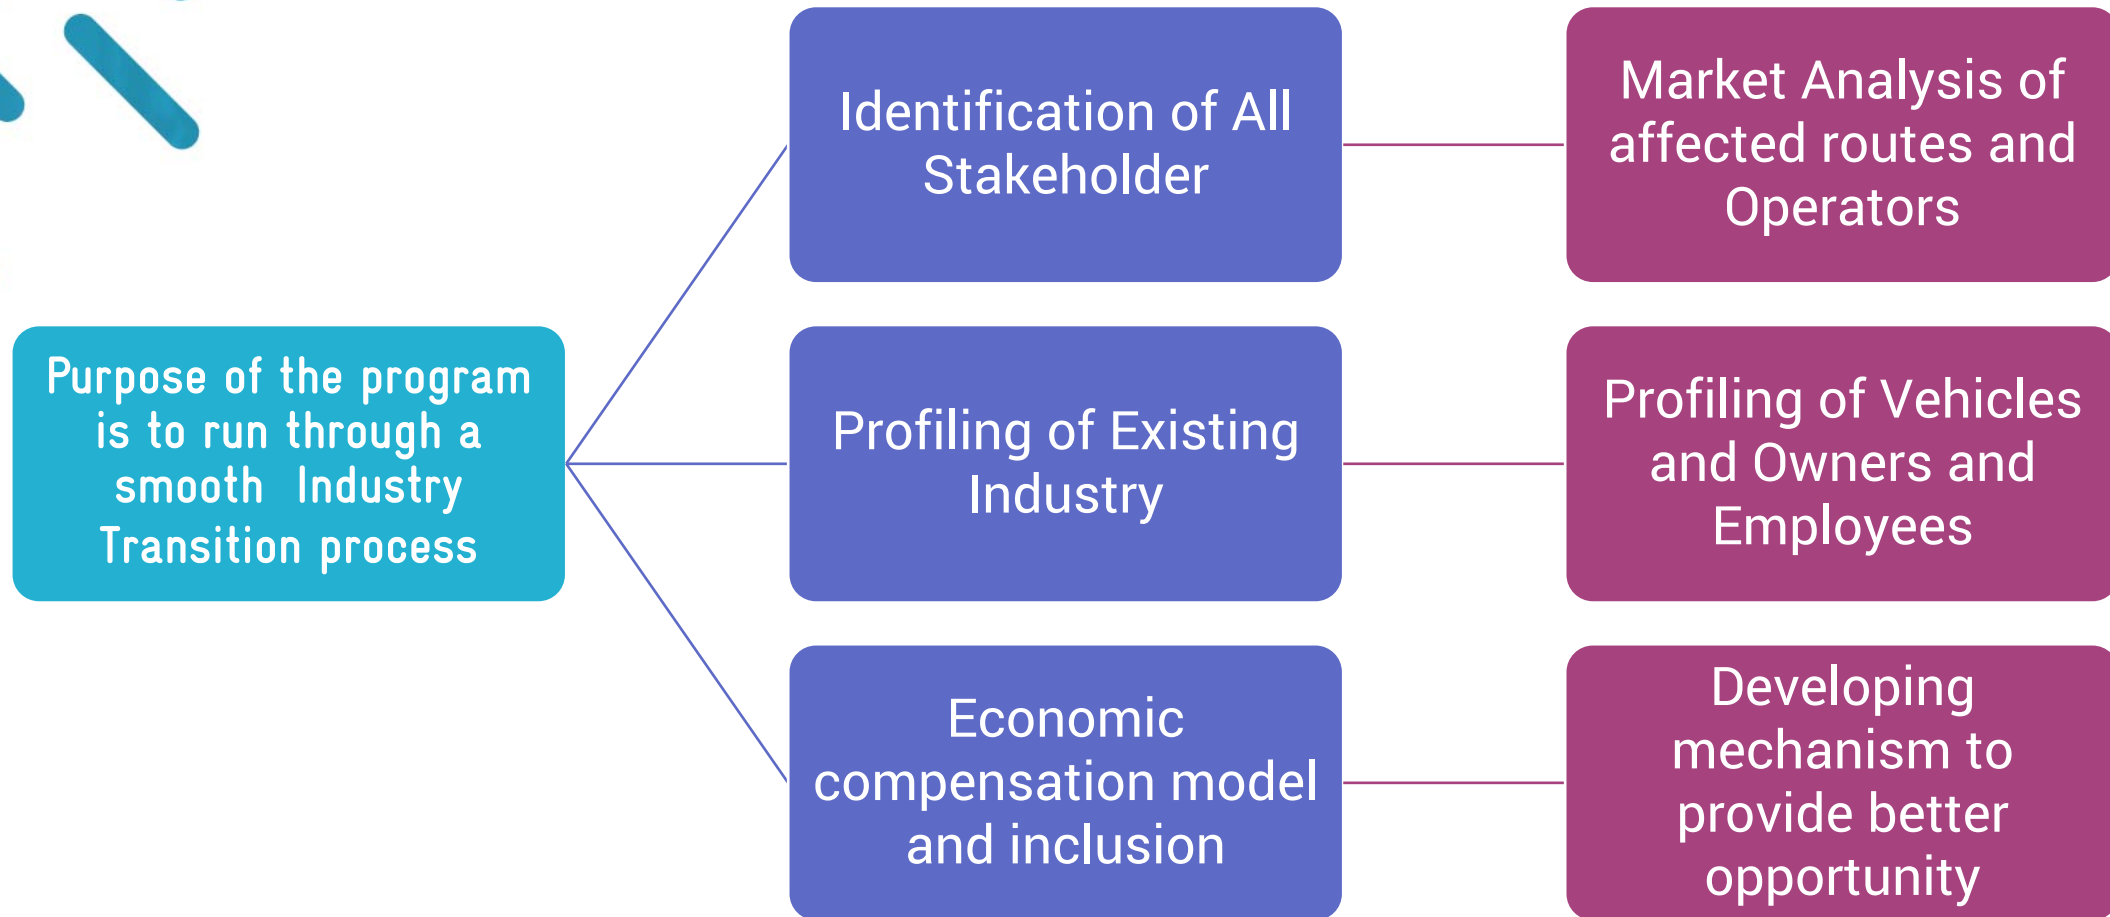 Purpose of the program
is to run through a
smooth Industry
Transition process
Identification of All
Stakeholder
Market Analysis of
affected routes and
Operators
Profiling of Existing
Industry
Profiling of Vehicles
and Owners and
Employees
Economic
compensation model
and inclusion
Developing
mechanism to
provide better
opportunity